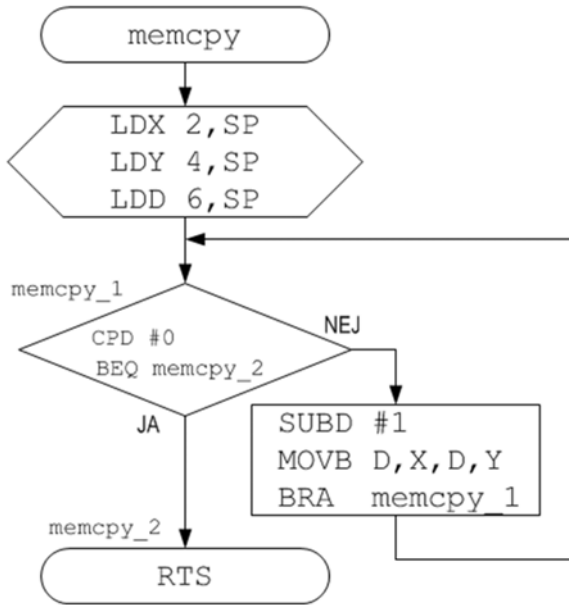 memcpy
LDX 2,SP
LDY 4,SP
LDD 6,SP
memcpy_1
CPD #0
BEQ memcpy_2
NEJ
JA
SUBD #1
MOVB D,X,D,Y
BRA memcpy_1
memcpy_2
RTS